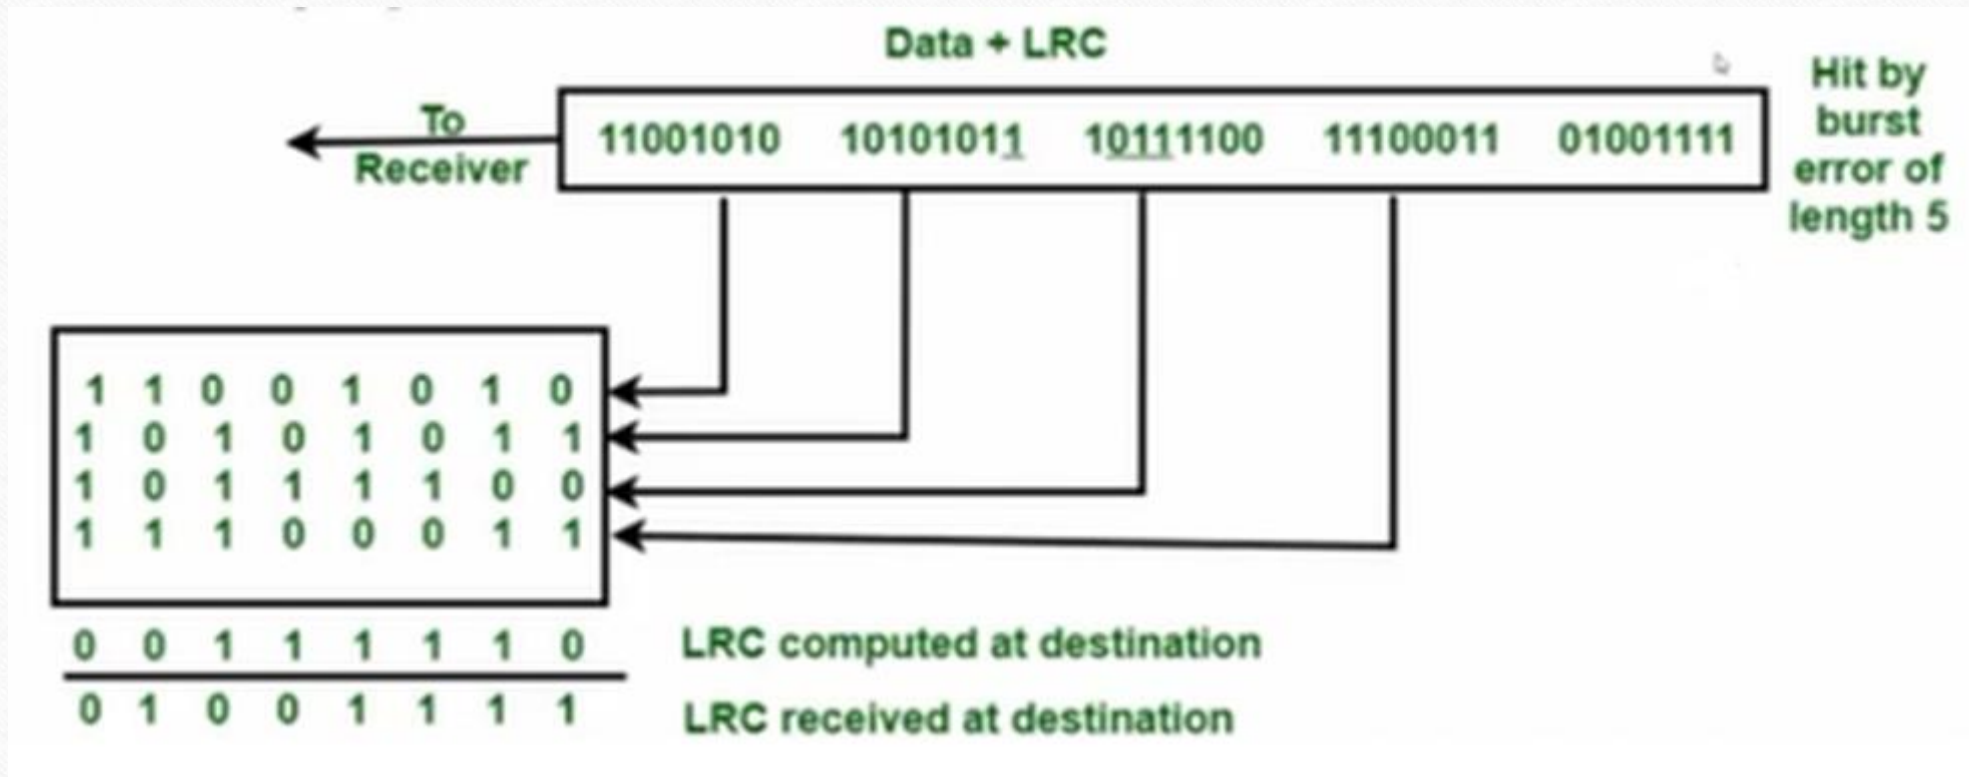 Data + LRC
Hit by
burst
error of
length 5
To
Receiver
11001010 10101011 10111100 11100011 01001111
1 1 0 0 1 0 1 0
1 0 1 0 1 0 1 1
1 0 1 1 1 1 0 0
1 1 1 0 0 0 1 1
0 0 1 1 1 1 1 0 LRC computed at destination
0 1 0 0 1 1 1 1 LRC received at destination